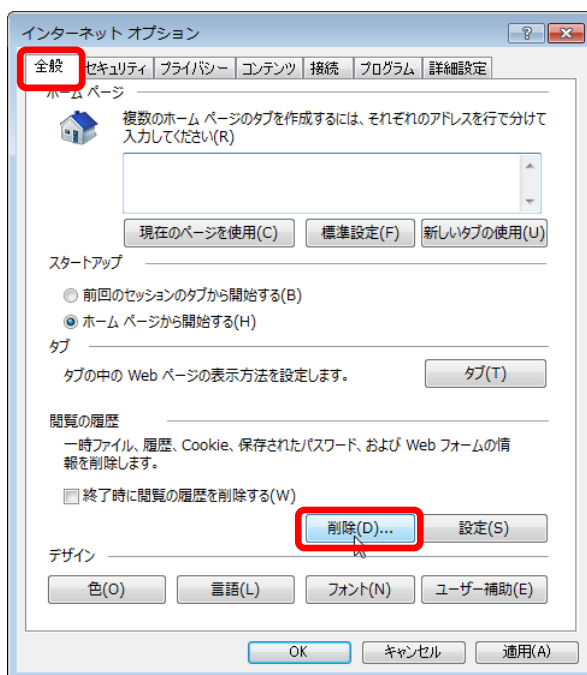 インターネット オプション
全般 セキュリティ プライバシー コンテンツ 接続 プログラム 詳細設定
ホーム ページ
複数のホーム ページのタブを作成するには、それぞれのアドレスを行で分けて
入力してください(R)
現在のページを使用(C) 標準設定(F) 新しいタブの使用(U)
スタートアップ
前回のセッションのタブから開始する(B)
ホーム ページから開始する(H)
タブ
タブの中の Web ページの表示方法を設定します。 タブ(T)
閲覧の履歴
一時ファイル、履歴、Cookie、保存されたパスワード、および Web フォームの情
報を削除します。
終了時に閲覧の履歴を削除する(W)
削除(D)... 設定(S)
デザイン
色(O) 言語(L) フォント(N) ユーザー補助(E)
OK キャンセル 適用(A)